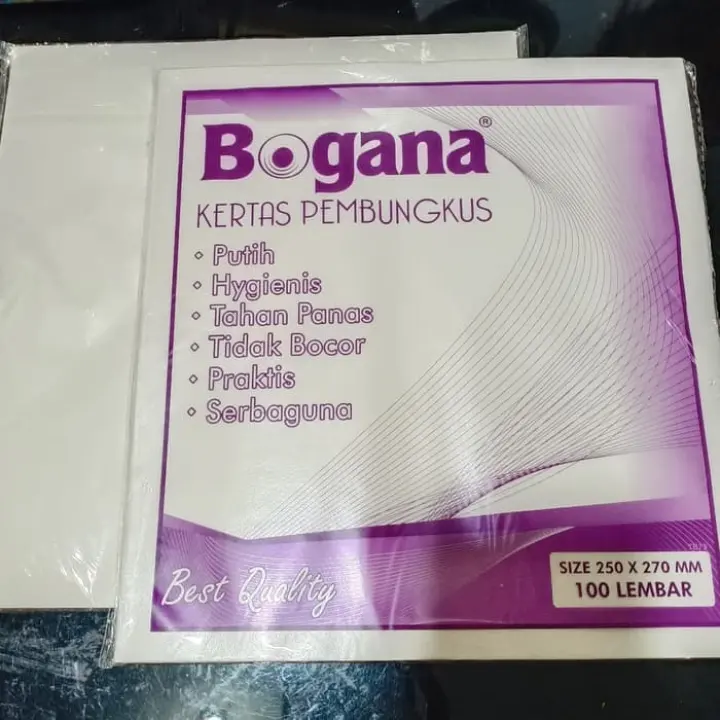 Bogana®
KERTAS PEMBUNGKUS
Putih
Hygienis
Tahan Panas
Tidak Bocor
Praktis
Serbaguna
Best Quality
SIZE 250 X 270 MM
100 LEMBAR